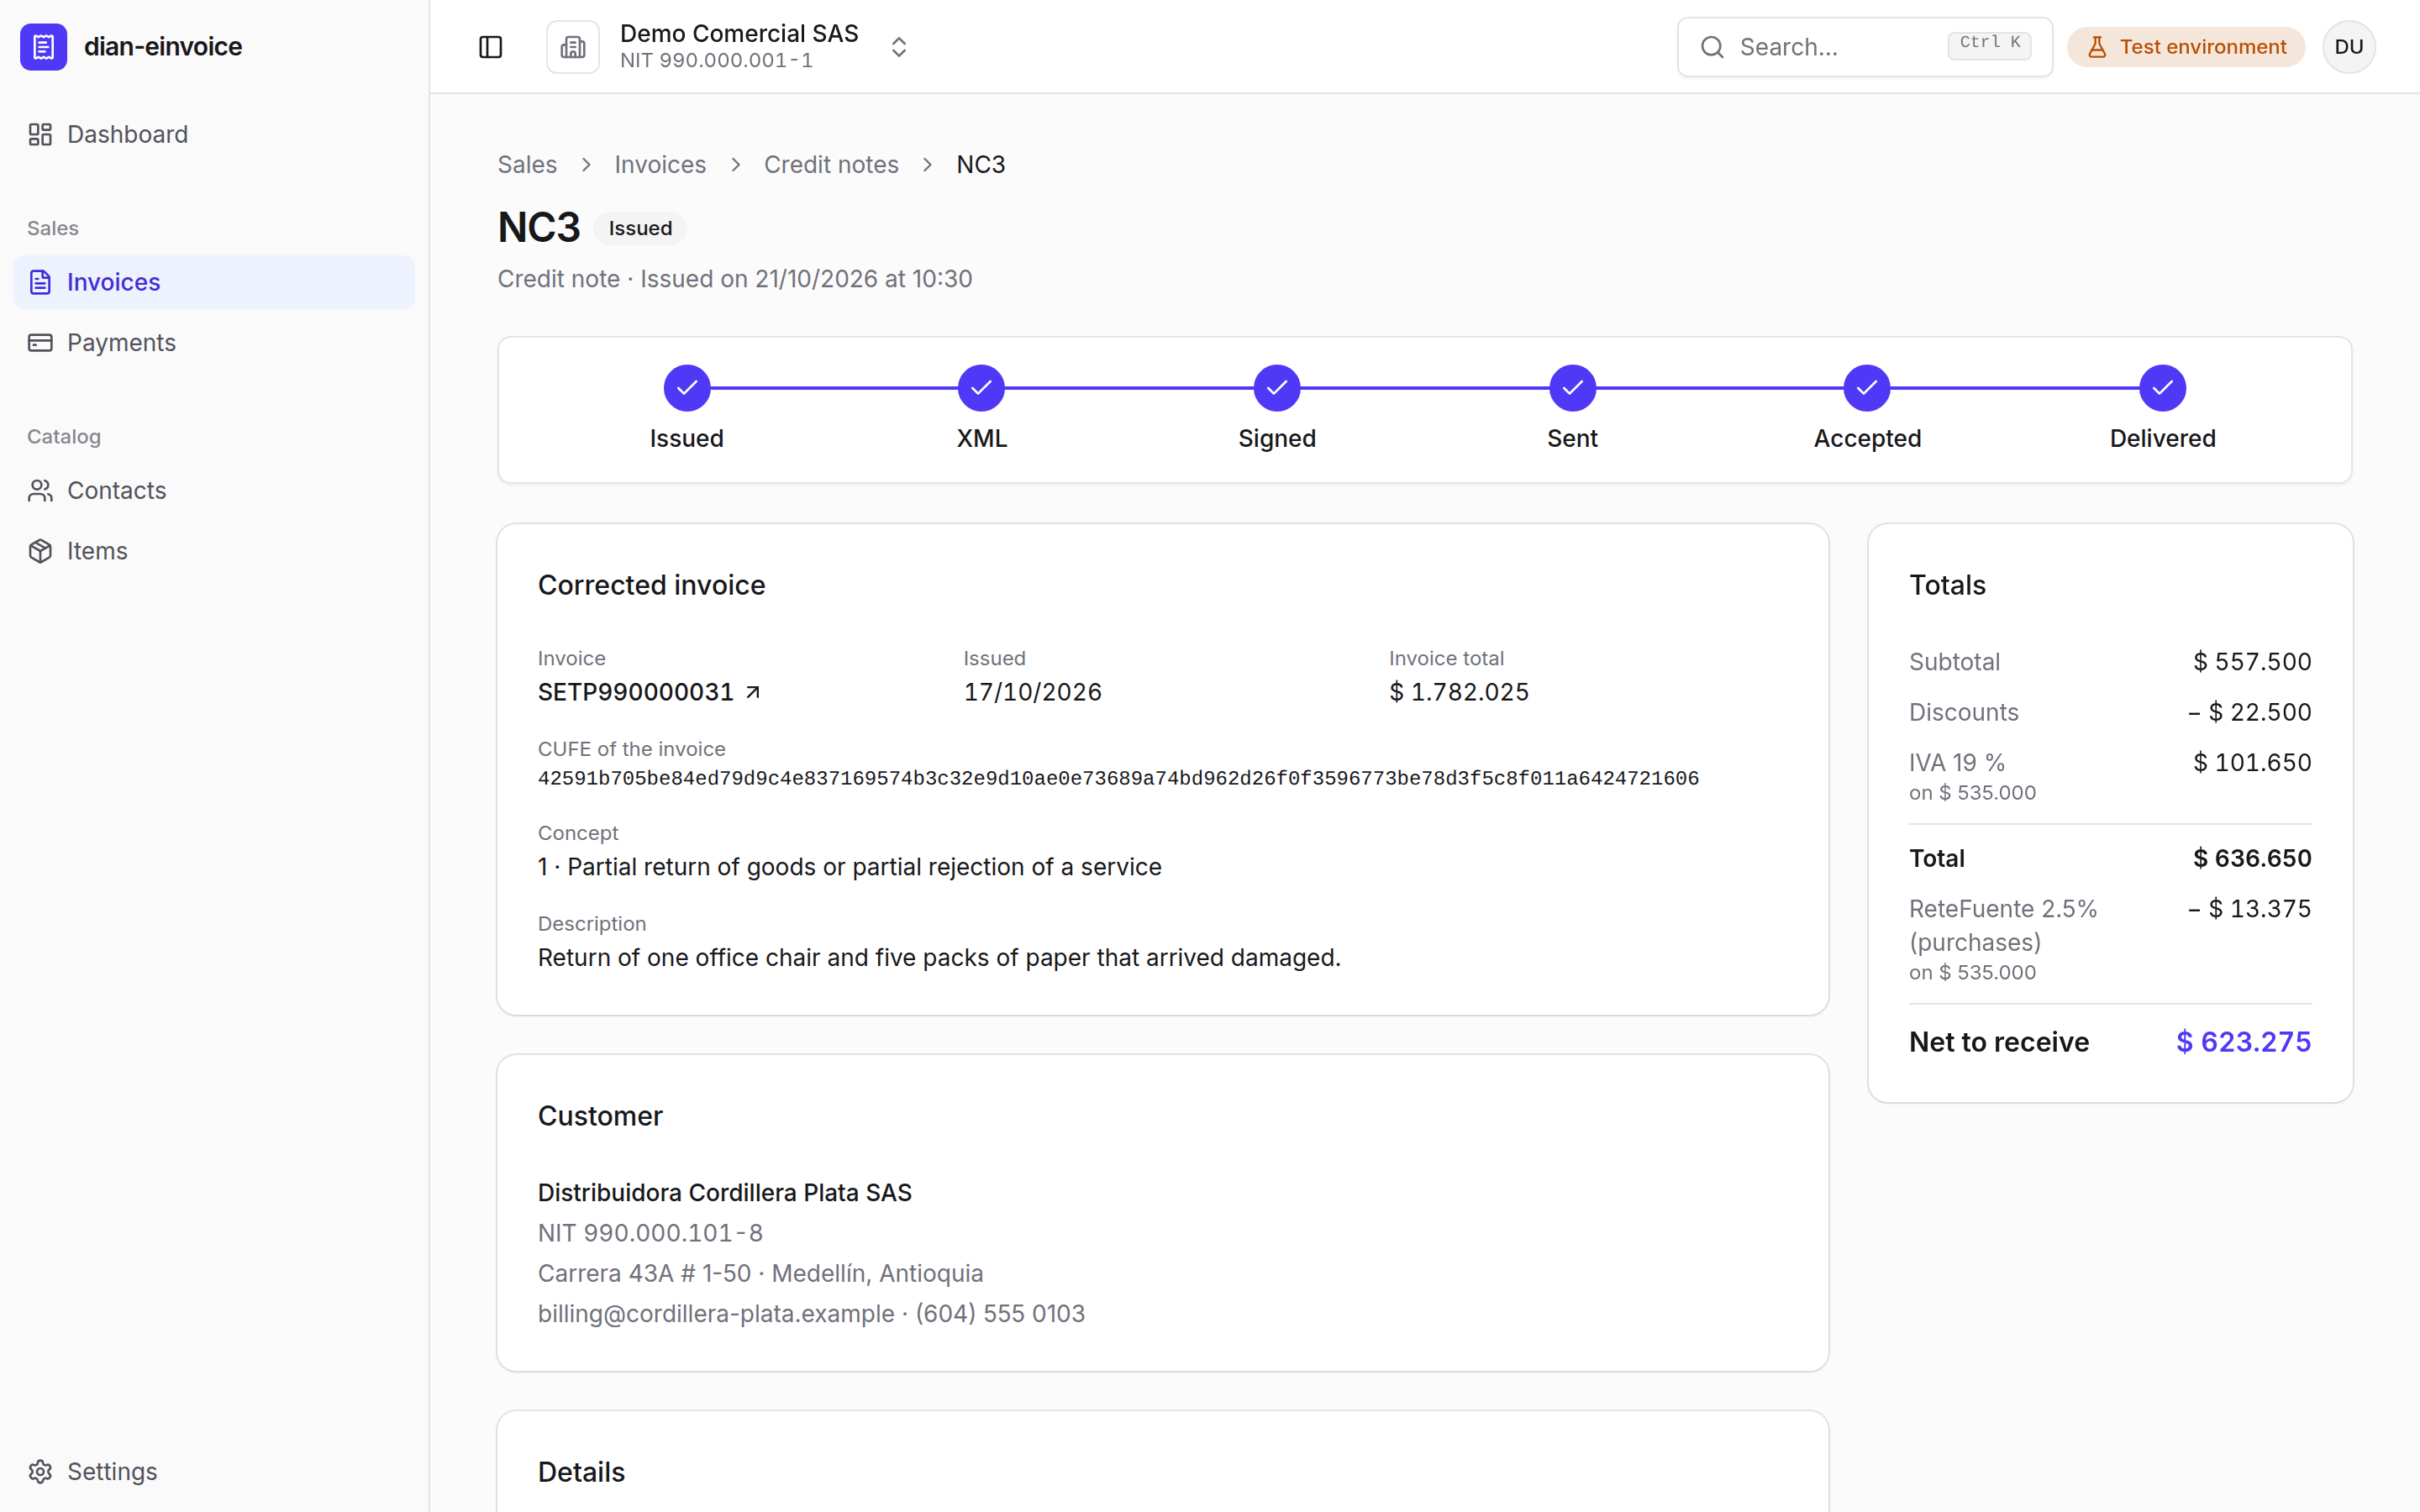 dian-einvoice
Demo Comercial SAS
NIT 990.000.001-1
Search...
Ctrl K
Test environment
DU
Dashboard
Sales
Invoices
Payments
Catalog
Contacts
Items
Settings
Sales > Invoices > Credit notes > NC3
NC3 Issued
Credit note · Issued on 21/10/2026 at 10:30
Issued XML Signed Sent Accepted Delivered
Corrected invoice
Invoice Issued Invoice total
SETP990000031 17/10/2026 $ 1.782.025
CUFE of the invoice
42591b705be84ed79d9c4e837169574b3c32e9d10ae0e73689a74bd962d26f0f3596773be78d3f5c8f011a6424721606
Concept
1 · Partial return of goods or partial rejection of a service
Description
Return of one office chair and five packs of paper that arrived damaged.
Customer
Distribuidora Cordillera Plata SAS
NIT 990.000.101-8
Carrera 43A # 1-50 · Medellín, Antioquia
billing@cordillera-plata.example · (604) 555 0103
Details
Totals
Subtotal $ 557.500
Discounts – $ 22.500
IVA 19 % $ 101.650
on $ 535.000
Total $ 636.650
ReteFuente 2.5% – $ 13.375
(purchases)
on $ 535.000
Net to receive $ 623.275